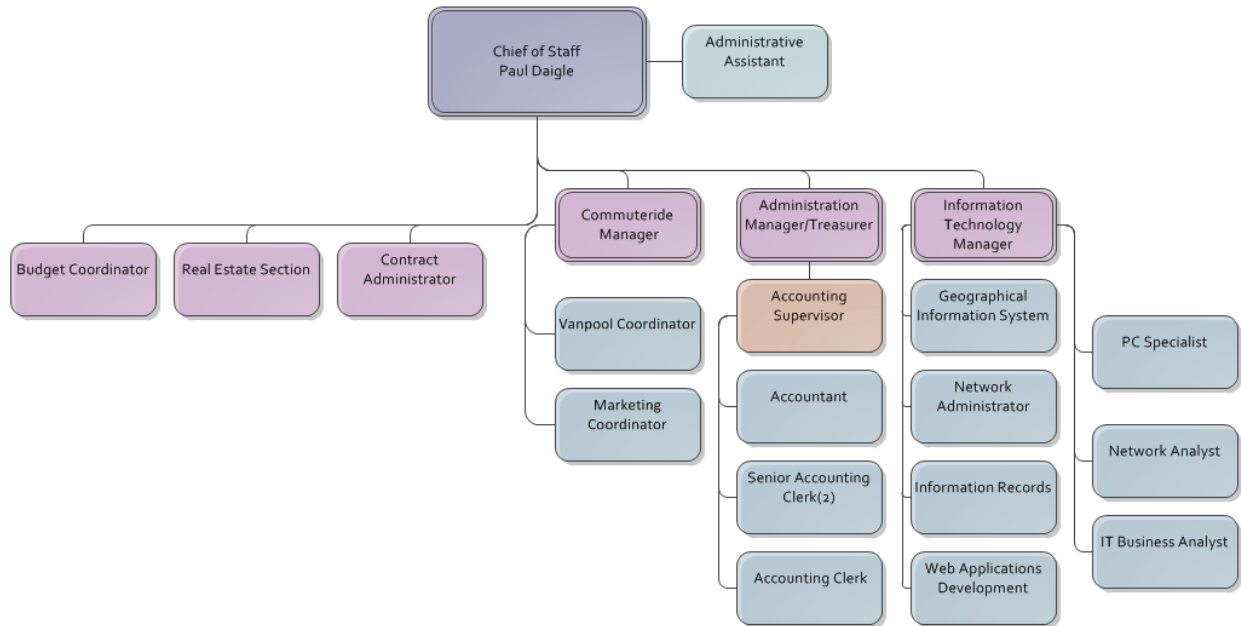 Chief of Staff
Paul Daigle
Administrative
Assistant
Commuteride
Manager
Administration
Manager/Treasurer
Information
Technology
Manager
Budget Coordinator
Real Estate Section
Contract
Administrator
Vanpool Coordinator
Marketing
Coordinator
Accounting
Supervisor
Accountant
Senior Accounting
Clerk(2)
Accounting Clerk
Geographical
Information System
Network
Administrator
Information Records
Web Applications
Development
PC Specialist
Network Analyst
IT Business Analyst